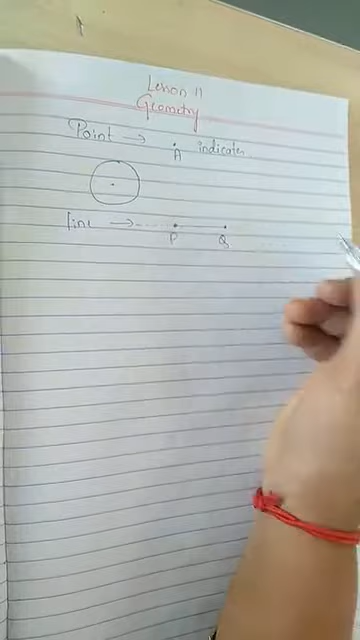 Lesson 11
Geometry
Point → A indicates
line → P Q